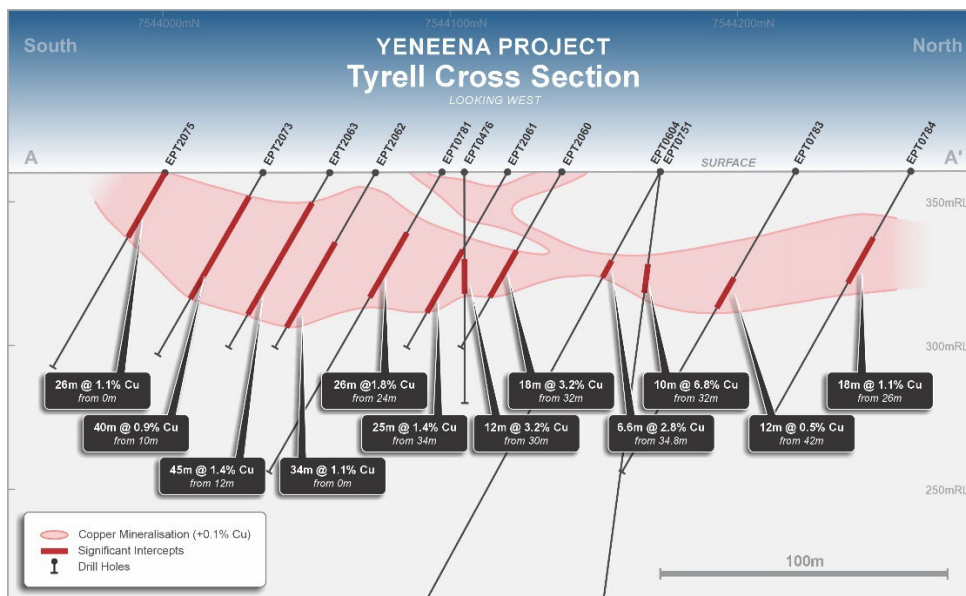 7544000mN
7544100mN
7544200mN
South
YENEENA PROJECT
North
Tyrell Cross Section
LOOKING WEST
EPT2075
EPT2073
EPT2063
EPT2062
EPT0781
EPT0476
EPT2061
EPT2060
EPT0604
EPT0751
EPT0783
EPT0784
A
SURFACE
A'
350mRL
300mRL
26m @ 1.1% Cu
from 0m
26m @1.8% Cu
from 24m
18m @ 3.2% Cu
from 32m
10m @ 6.8% Cu
from 32m
18m @ 1.1% Cu
from 26m
40m @ 0.9% Cu
from 10m
25m @ 1.4% Cu
from 34m
12m @ 3.2% Cu
from 30m
6.6m @ 2.8% Cu
from 34.8m
12m @ 0.5% Cu
from 42m
45m @ 1.4% Cu
from 12m
34m @ 1.1% Cu
from 0m
250mRL
Copper Mineralisation (+0.1% Cu)
Significant Intercepts
Drill Holes
100m